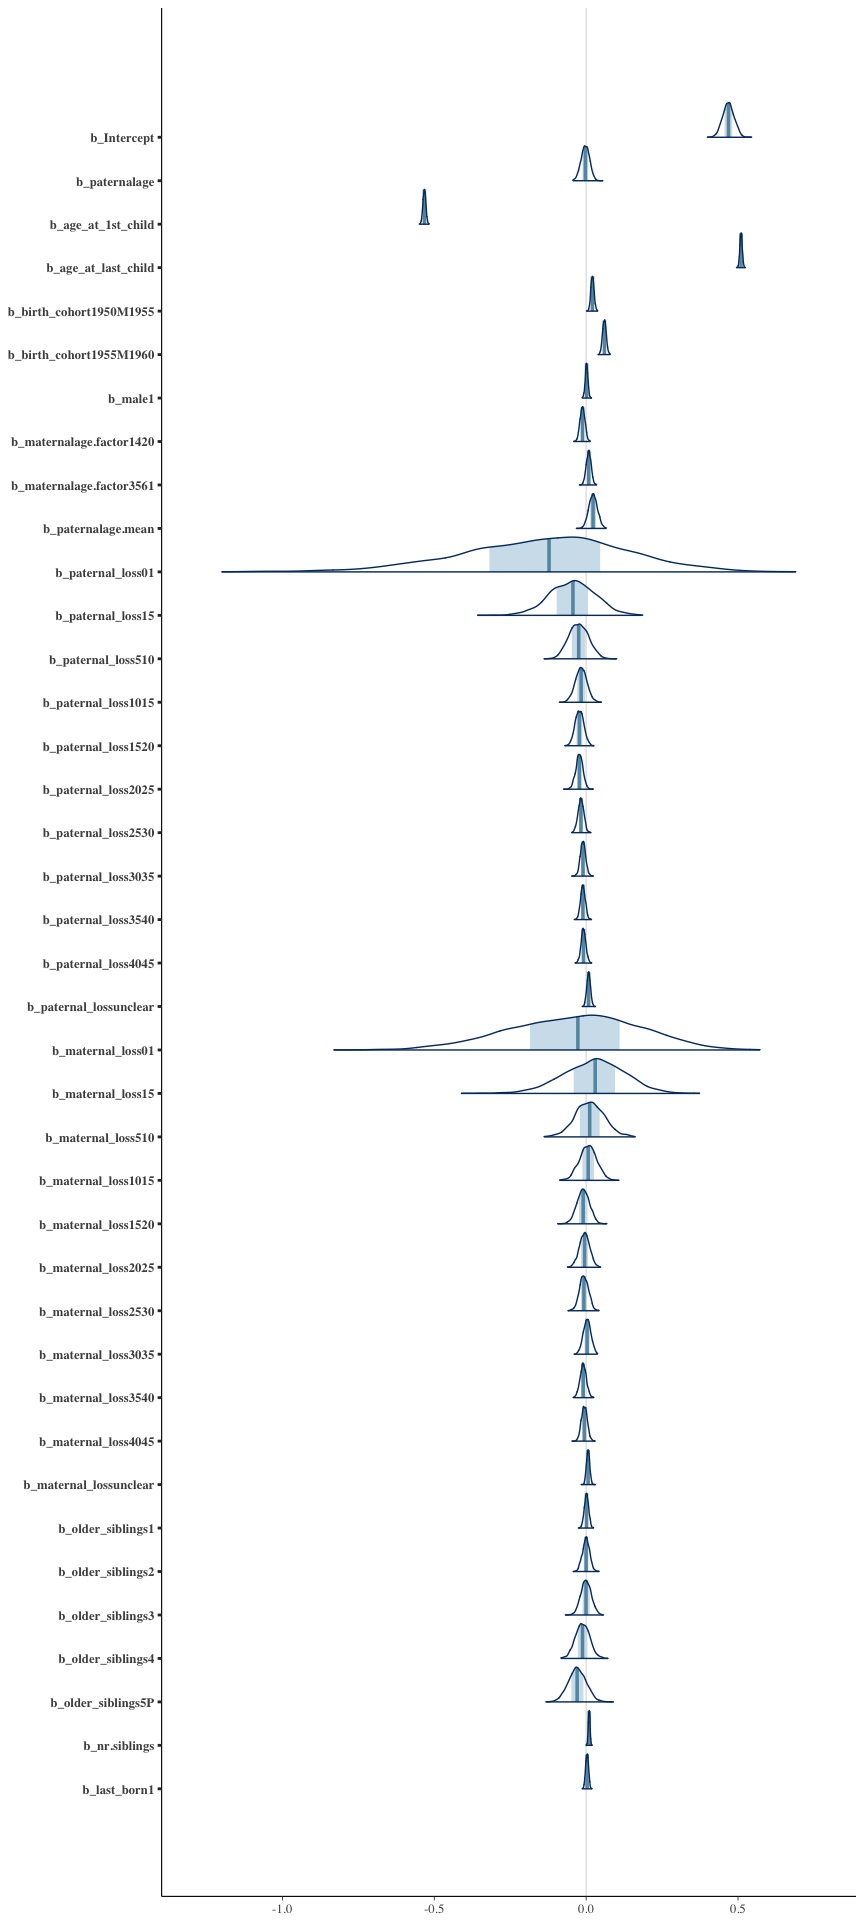 b_Intercept
b_paternalage
b_age_at_1st_child
b_age_at_last_child
b_birth_cohort1950M1955
b_birth_cohort1955M1960
b_male1
b_maternalage.factor1420
b_maternalage.factor3561
b_paternalage.mean
b_paternal_loss01
b_paternal_loss15
b_paternal_loss510
b_paternal_loss1015
b_paternal_loss1520
b_paternal_loss2025
b_paternal_loss2530
b_paternal_loss3035
b_paternal_loss3540
b_paternal_loss4045
b_paternal_lossunclear
b_maternal_loss01
b_maternal_loss15
b_maternal_loss510
b_maternal_loss1015
b_maternal_loss1520
b_maternal_loss2025
b_maternal_loss2530
b_maternal_loss3035
b_maternal_loss3540
b_maternal_loss4045
b_maternal_lossunclear
b_older_siblings1
b_older_siblings2
b_older_siblings3
b_older_siblings4
b_older_siblings5P
b_nr.siblings
b_last_born1
-1.0 -0.5 0.0 0.5